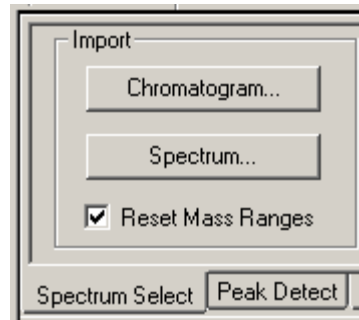 Import
Chromatogram...
Spectrum...
Reset Mass Ranges
Spectrum Select
Peak Detect